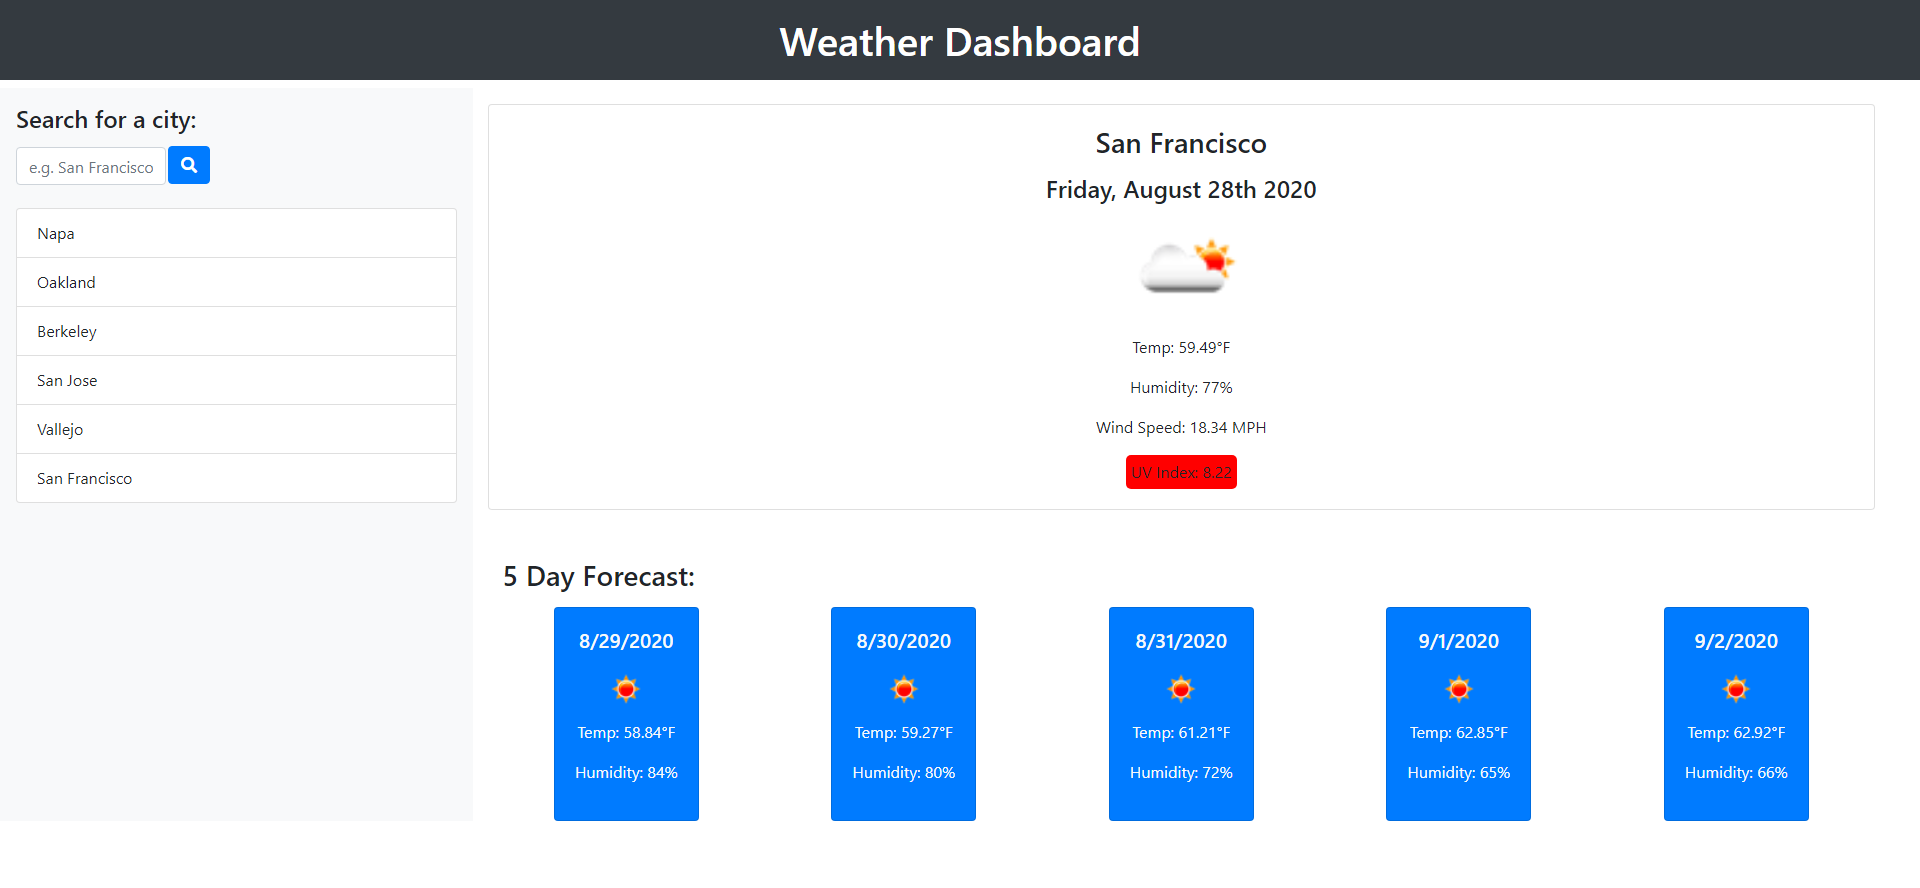 Weather Dashboard
Search for a city:
e.g. San Francisco
Napa
Oakland
Berkeley
San Jose
Vallejo
San Francisco
San Francisco
Friday, August 28th 2020
Temp: 59.49°F
Humidity: 77%
Wind Speed: 18.34 MPH
UV Index: 8.22
5 Day Forecast:
8/29/2020
Temp: 58.84°F
Humidity: 84%
8/30/2020
Temp: 59.27°F
Humidity: 80%
8/31/2020
Temp: 61.21°F
Humidity: 72%
9/1/2020
Temp: 62.85°F
Humidity: 65%
9/2/2020
Temp: 62.92°F
Humidity: 66%